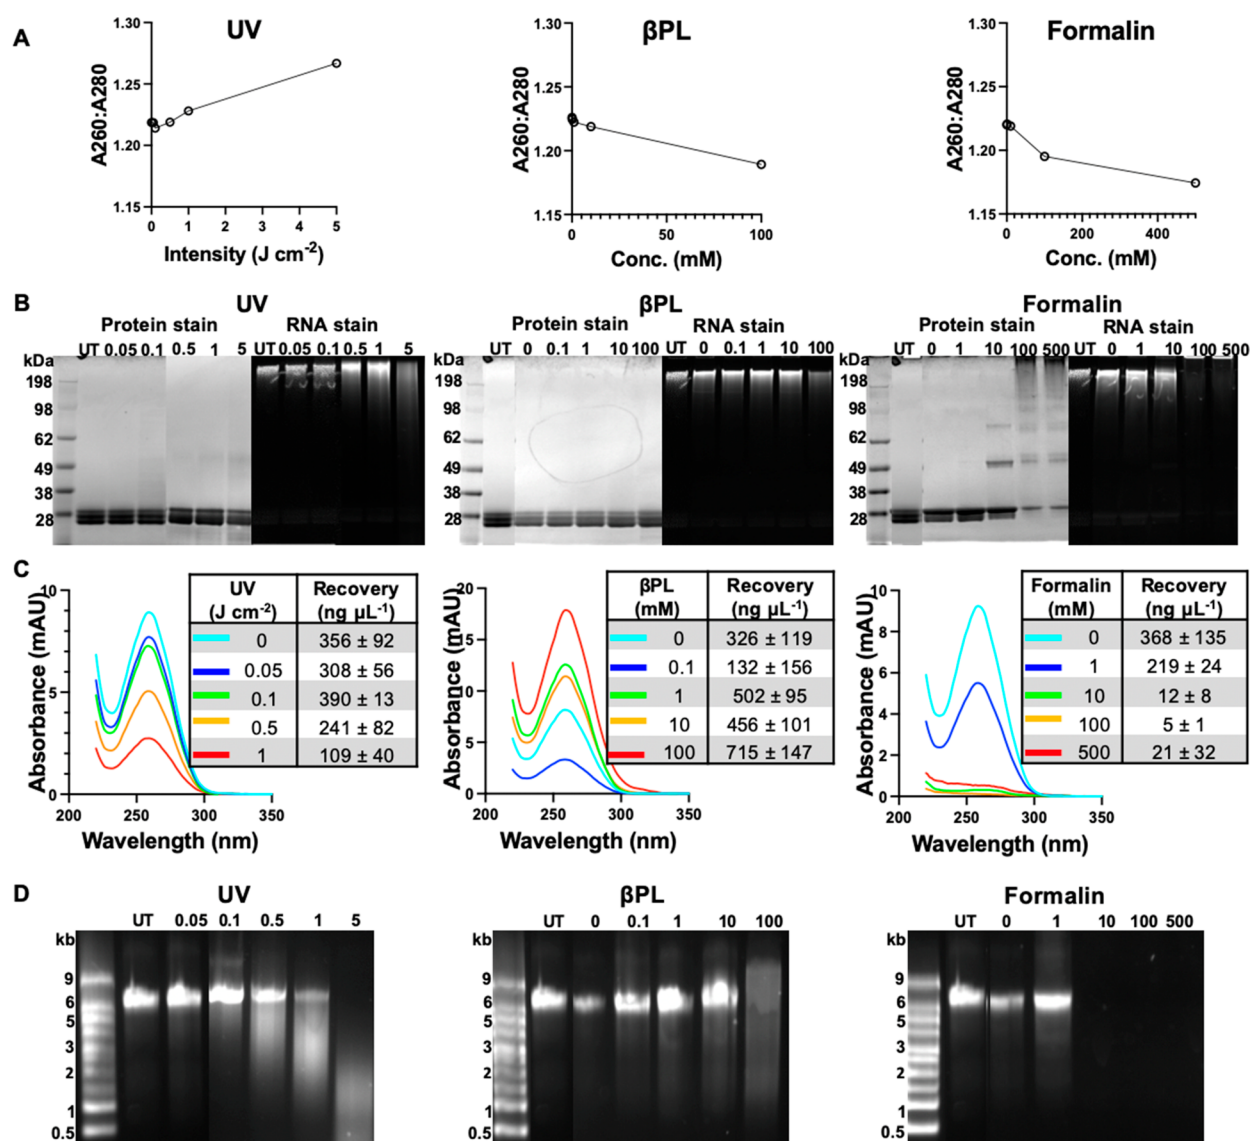 A
UV
βPL
Formalin
1.30
1.25
1.20
1.15
A260:A280
0 1 2 3 4 5
Intensity (J cm-2)
1.30
1.25
1.20
1.15
A260:A280
0 50 100
Conc. (mM)
1.30
1.25
1.20
1.15
A260:A280
0 200 400
Conc. (mM)
B
UV
Protein stain RNA stain
UT 0.05 0.1 0.5 1 5 UT 0.05 0.1 0.5 1 5
kDa
198
98
62
49
38
28
βPL
Protein stain RNA stain
UT 0 0.1 1 10 100 UT 0 0.1 1 10 100
kDa
198
98
62
49
38
28
Formalin
Protein stain RNA stain
UT 0 1 10 100 500 UT 0 1 10 100 500
kDa
198
98
62
49
38
28
C
Absorbance (mAU)
10
5
0
200 250 300 350
Wavelength (nm)
UV (J cm-2) Recovery (ng µL-1)
0 356 ± 92
0.05 308 ± 56
0.1 390 ± 13
0.5 241 ± 82
1 109 ± 40
Absorbance (mAU)
20
15
10
5
0
200 250 300 350
Wavelength (nm)
βPL (mM) Recovery (ng µL-1)
0 326 ± 119
0.1 132 ± 156
1 502 ± 95
10 456 ± 101
100 715 ± 147
Absorbance (mAU)
10
8
6
4
2
0
200 250 300 350
Wavelength (nm)
Formalin (mM) Recovery (ng µL-1)
0 368 ± 135
1 219 ± 24
10 12 ± 8
100 5 ± 1
500 21 ± 32
D
UV
UT 0.05 0.1 0.5 1 5
kb
9
6
5
3
2
1
0.5
βPL
UT 0 0.1 1 10 100
kb
9
6
5
3
2
1
0.5
Formalin
UT 0 1 10 100 500
kb
9
6
5
3
2
1
0.5